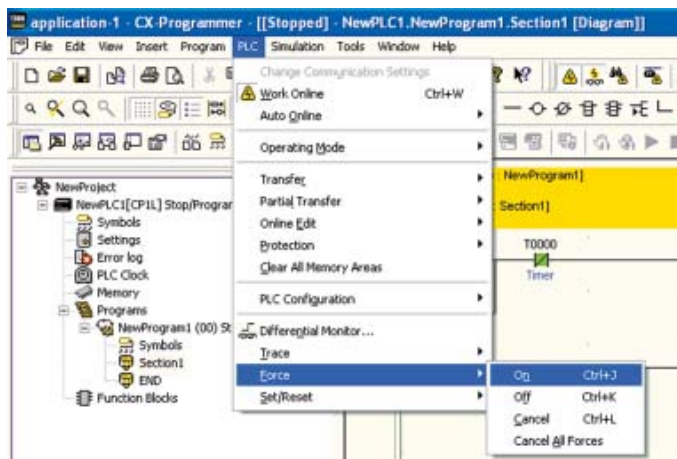 application-1 - CX-Programmer - [[Stopped] - NewPLC1.NewProgram1.Section1 [Diagram]]
File Edit View Insert Program PLC Simulation Tools Window Help
Change Communication Settings
Work Online Ctrl+W
Auto Online
Operating Mode
Transfer
Partial Transfer
Online Edit
Protection
Clear All Memory Areas
PLC Configuration
Differential Monitor...
Trace
Force
Set/Reset
On Ctrl+J
Off Ctrl+K
Cancel Ctrl+L
Cancel All Forces
NewProject
NewPLC1[CP1L] Stop/Progra
Symbols
Settings
Error log
PLC Clock
Memory
Programs
NewProgram1 (00) St
Symbols
Section1
END
Function Blocks
: NewProgram1]
Section1]
T0000
Timer